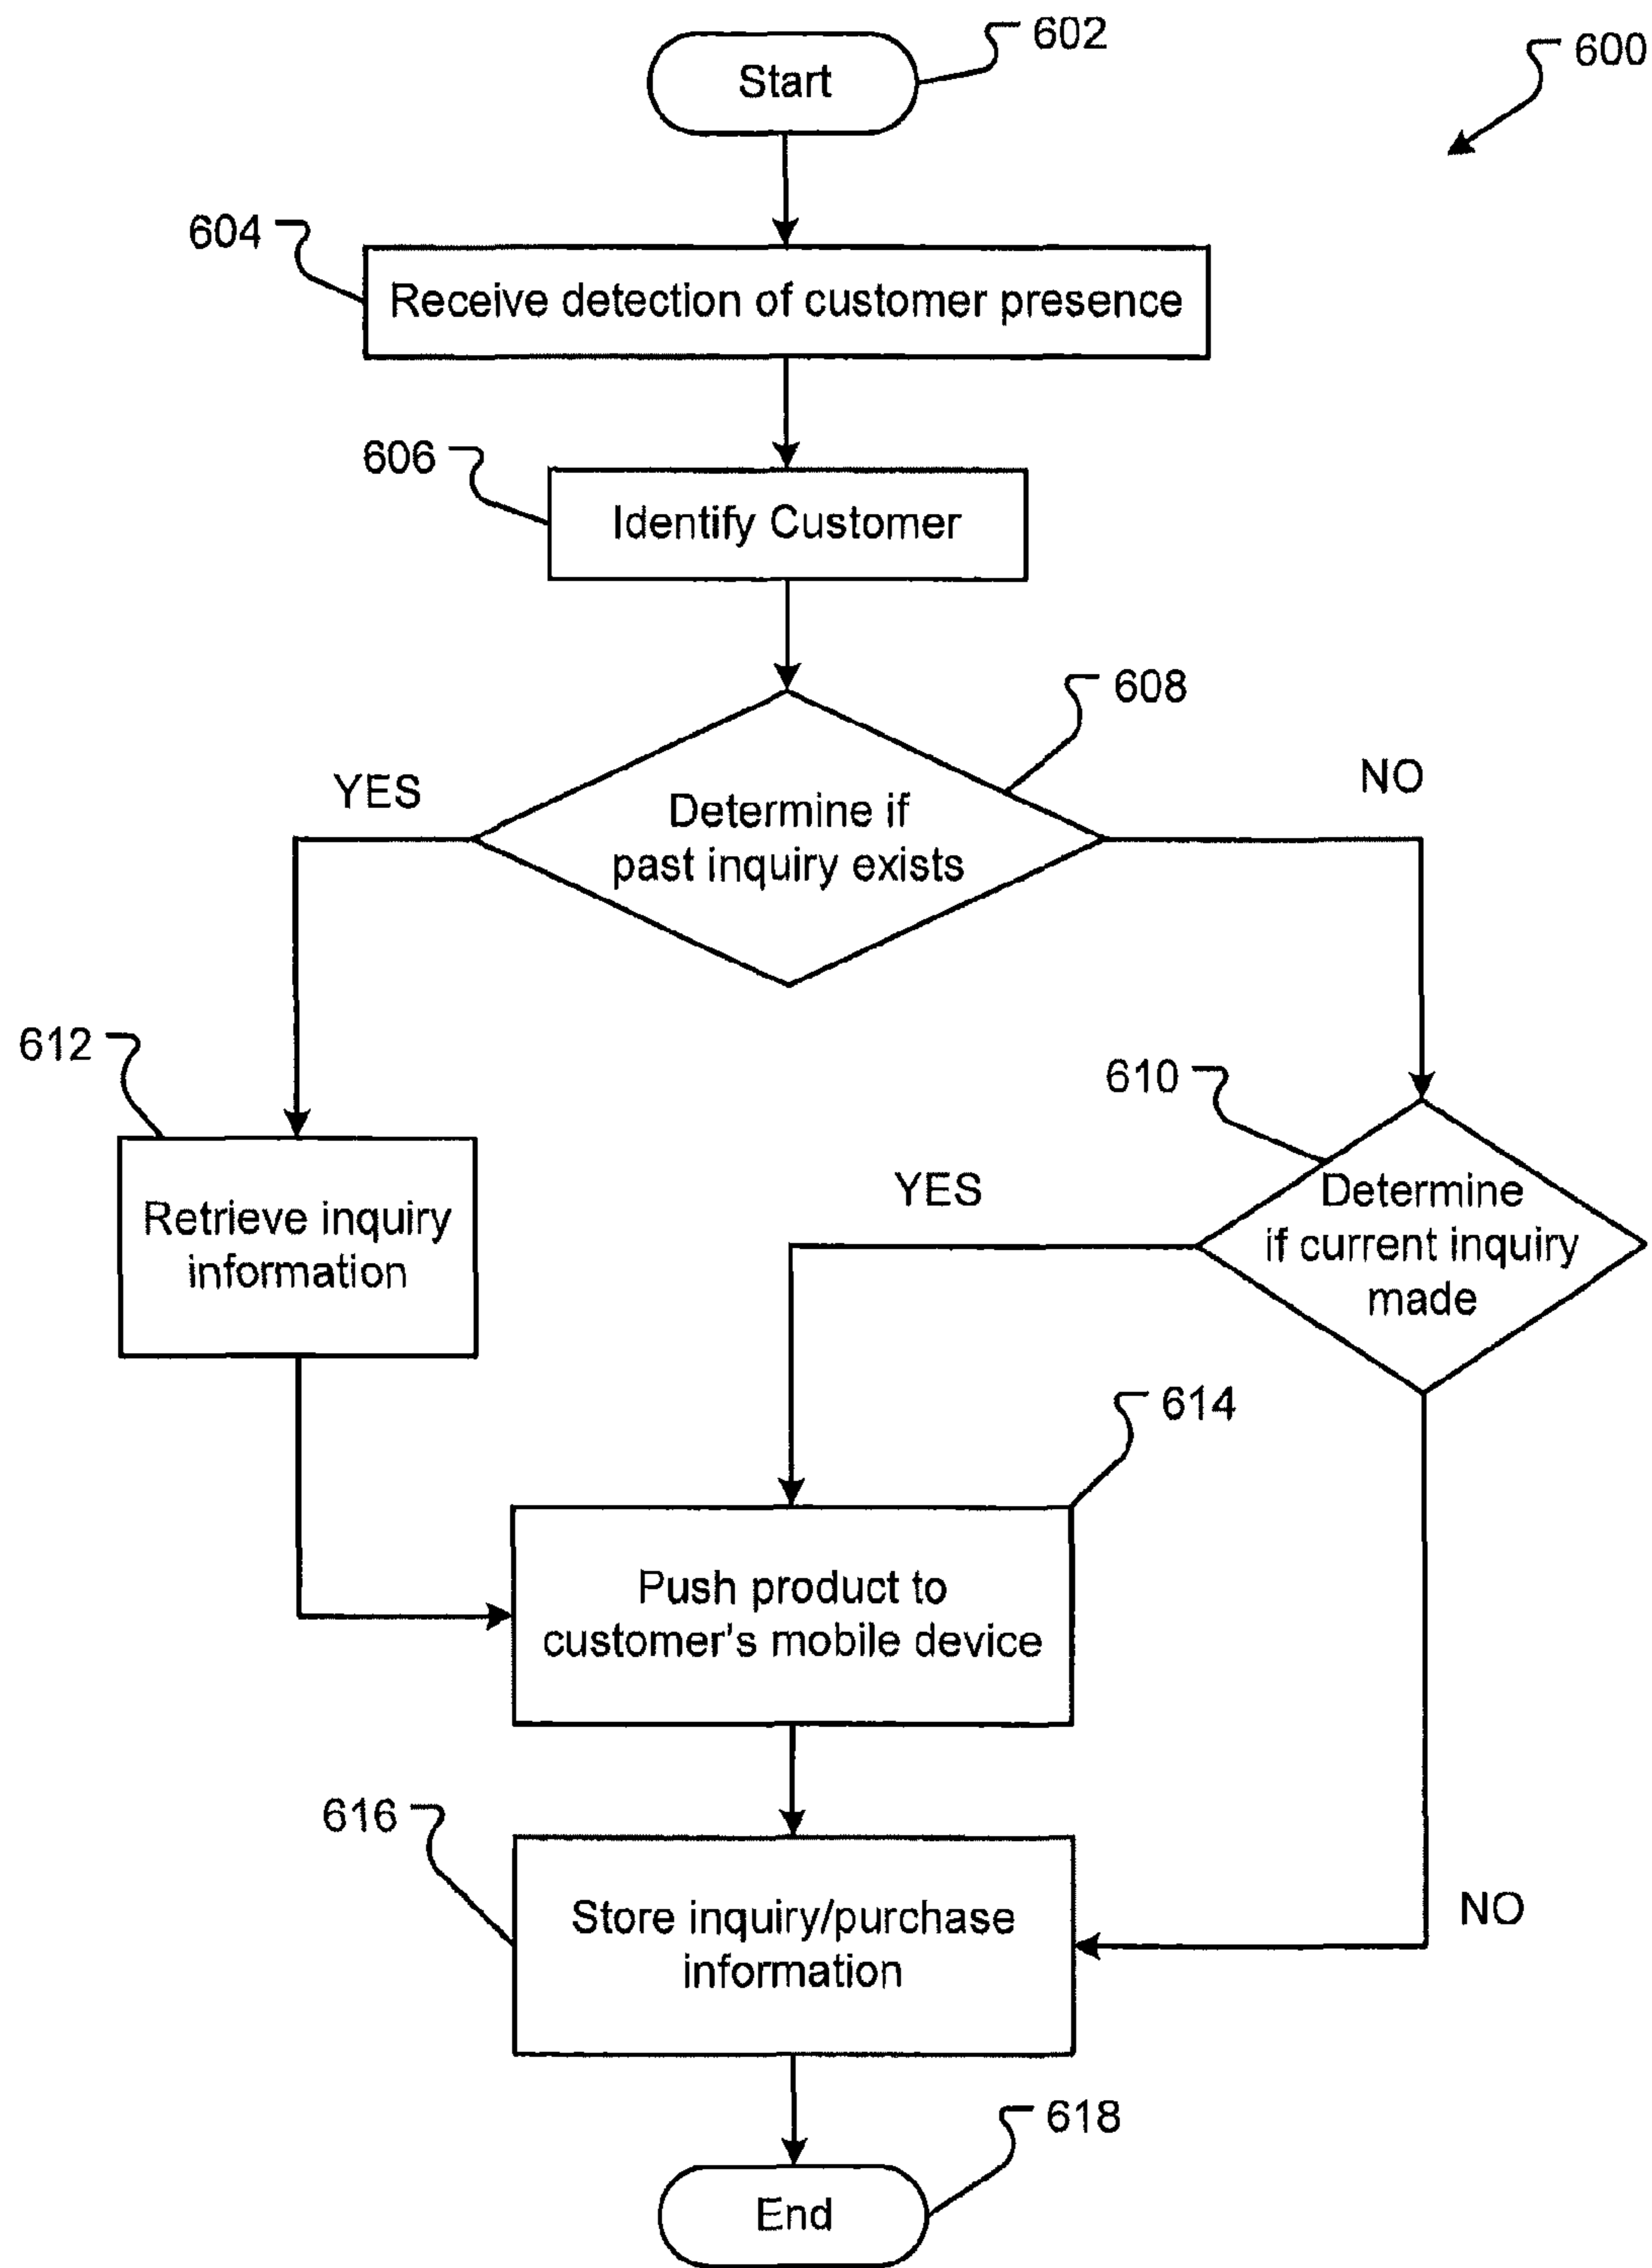 602
Start
600
604
Receive detection of customer presence
606
Identify Customer
608
YES
NO
Determine if
past inquiry exists
612
610
Retrieve inquiry
information
YES
Determine
if current inquiry
made
614
Push product to
customer's mobile device
616
Store inquiry/purchase
information
NO
618
End